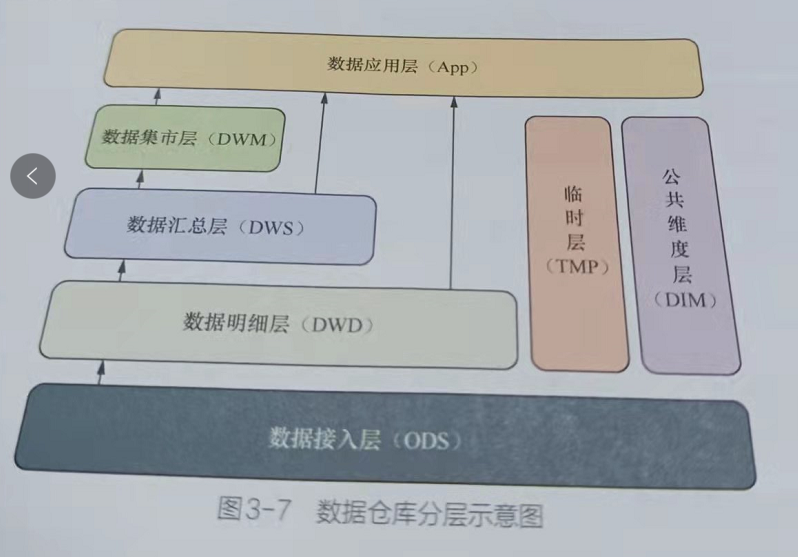 数据应用层（App）
数据集市层（DWM）
数据汇总层（DWS）
数据明细层（DWD）
临时层（TMP）
公共维度层（DIM）
数据接入层（ODS）
图3-7 数据仓库分层示意图